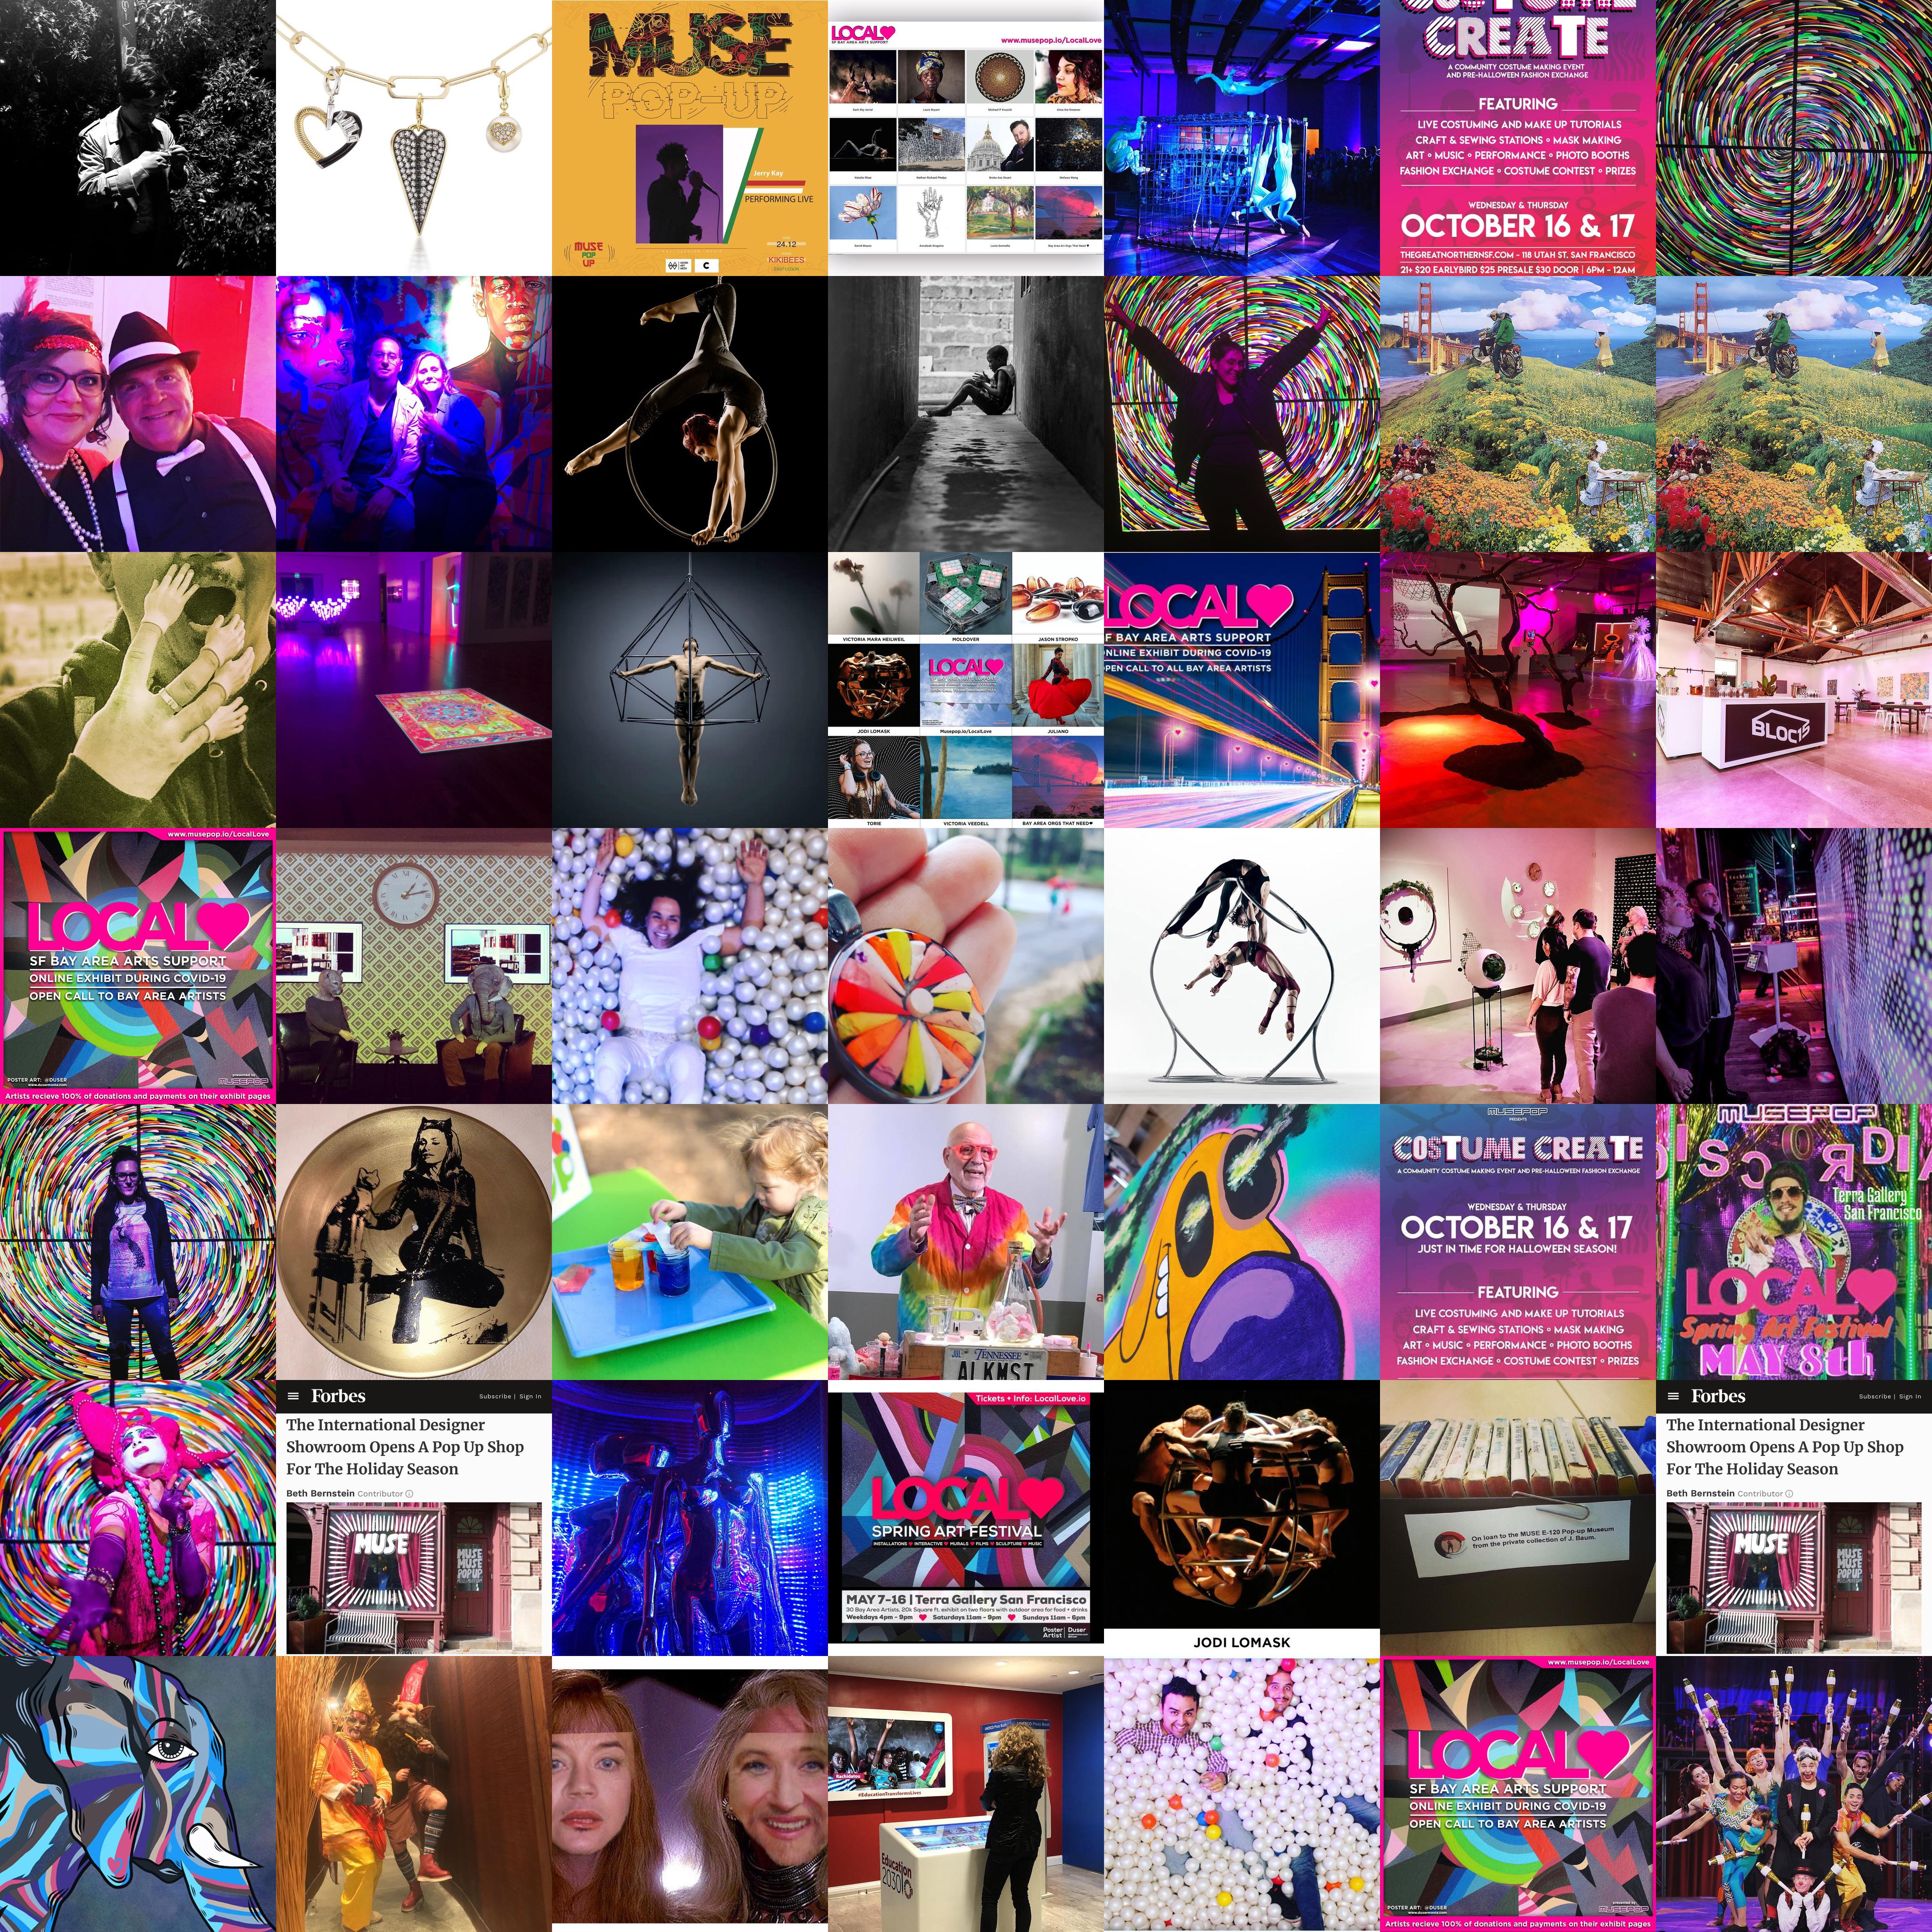 MUSE
POP-UP
Jerry Kay
PERFORMING LIVE
MUSE
POP
UP
24.12
KIKIBEES
LOCAL
SF BAY AREA ARTS SUPPORT
www.musepop.io/LocalLove
COSTUME
CREATE
A COMMUNITY COSTUME MAKING EVENT
AND PRE-HALLOWEEN FASHION EXCHANGE
FEATURING
LIVE COSTUMING AND MAKE UP TUTORIALS
CRAFT & SEWING STATIONS • MASK MAKING
ART • MUSIC • PERFORMANCE • PHOTO BOOTHS
FASHION EXCHANGE • COSTUME CONTEST • PRIZES
WEDNESDAY & THURSDAY
OCTOBER 16 & 17
THEGREATNORTHERNSF.COM - 118 UTAH ST. SAN FRANCISCO
21+ $20 EARLYBIRD $25 PRESALE $30 DOOR | 6PM - 12AM
VICTORIA MARA HEILWEIL
MOLDOVER
JASON STROPKO
LOCAL
JODI LOMASK
Musepop.io/LocalLove
JULIANO
TORIE
VICTORIA VEEDELL
BAY AREA ORGS THAT NEED
LOCAL
F BAY AREA ARTS SUPPORT
NLINE EXHIBIT DURING COVID-19
PEN CALL TO ALL BAY AREA ARTISTS
BLOC15
www.musepop.io/LocalLove
LOCAL
SF BAY AREA ARTS SUPPORT
ONLINE EXHIBIT DURING COVID-19
OPEN CALL TO BAY AREA ARTISTS
POSTER ART: @DUSER
presented by
MUSEPOP
Artists recieve 100% of donations and payments on their exhibit pages
JUL
TENNESSEE
ALKMST
MUSEPOP
PRESENTS
COSTUME CREATE
A COMMUNITY COSTUME MAKING EVENT AND PRE-HALLOWEEN FASHION EXCHANGE
WEDNESDAY & THURSDAY
OCTOBER 16 & 17
JUST IN TIME FOR HALLOWEEN SEASON!
FEATURING
LIVE COSTUMING AND MAKE UP TUTORIALS
CRAFT & SEWING STATIONS • MASK MAKING
ART • MUSIC • PERFORMANCE • PHOTO BOOTHS
FASHION EXCHANGE • COSTUME CONTEST • PRIZES
MUSEPOP
Terra Gallery
San Francisco
LOCAL
Spring Art Festival
MAY 8th
Forbes
Subscribe | Sign In
The International Designer
Showroom Opens A Pop Up Shop
For The Holiday Season
Beth Bernstein Contributor
MUSE
MUSE
MUSE
MUSE
POP UP
Tickets + Info: LocalLove.io
LOCAL
SPRING ART FESTIVAL
INSTALLATIONS INTERACTIVE MURALS FILMS SCULPTURE MUSIC
MAY 7-16 | Terra Gallery San Francisco
30 Bay Area Artists, 20k Square ft. exhibit on two floors with outdoor area for food + drinks
Weekdays 4pm - 9pm Saturdays 11am - 9pm Sundays 11am - 6pm
Poster Artist | Duser
JODI LOMASK
On loan to the MUSE E-120 Pop-up Museum
from the private collection of J. Baum.
Forbes
Subscribe | Sign In
The International Designer
Showroom Opens A Pop Up Shop
For The Holiday Season
Beth Bernstein Contributor
MUSE
MUSE
MUSE
MUSE
POP UP
#EducationTransformsLives
Education
2030
www.musepop.io/LocalLove
LOCAL
SF BAY AREA ARTS SUPPORT
ONLINE EXHIBIT DURING COVID-19
OPEN CALL TO BAY AREA ARTISTS
POSTER ART: @DUSER
presented by
MUSEPOP
Artists recieve 100% of donations and payments on their exhibit pages